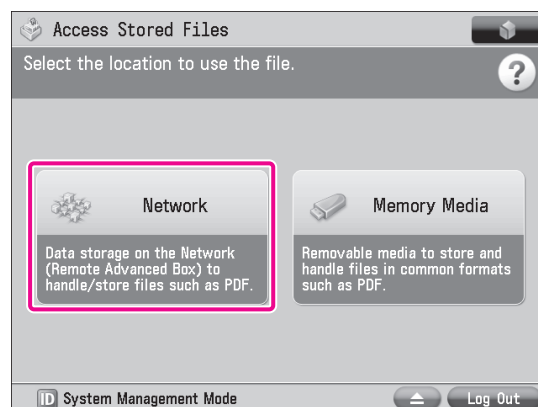 Access Stored Files
Select the location to use the file.
?
Network
Data storage on the Network
(Remote Advanced Box) to
handle/store files such as PDF.
Memory Media
Removable media to store and
handle files in common formats
such as PDF.
ID System Management Mode
Log Out